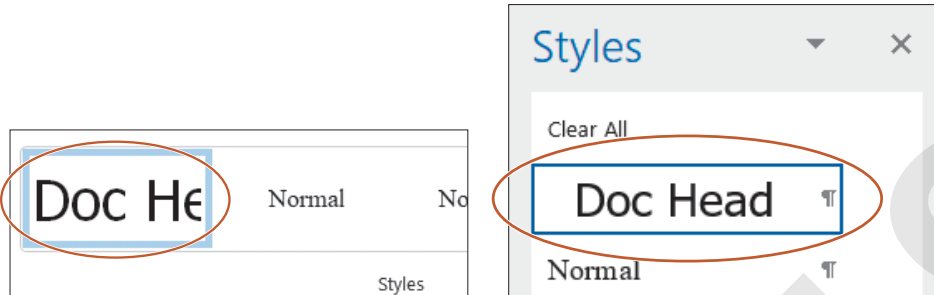 Doc He Normal No
Styles
Styles
Clear All
Doc Head ¶
Normal ¶